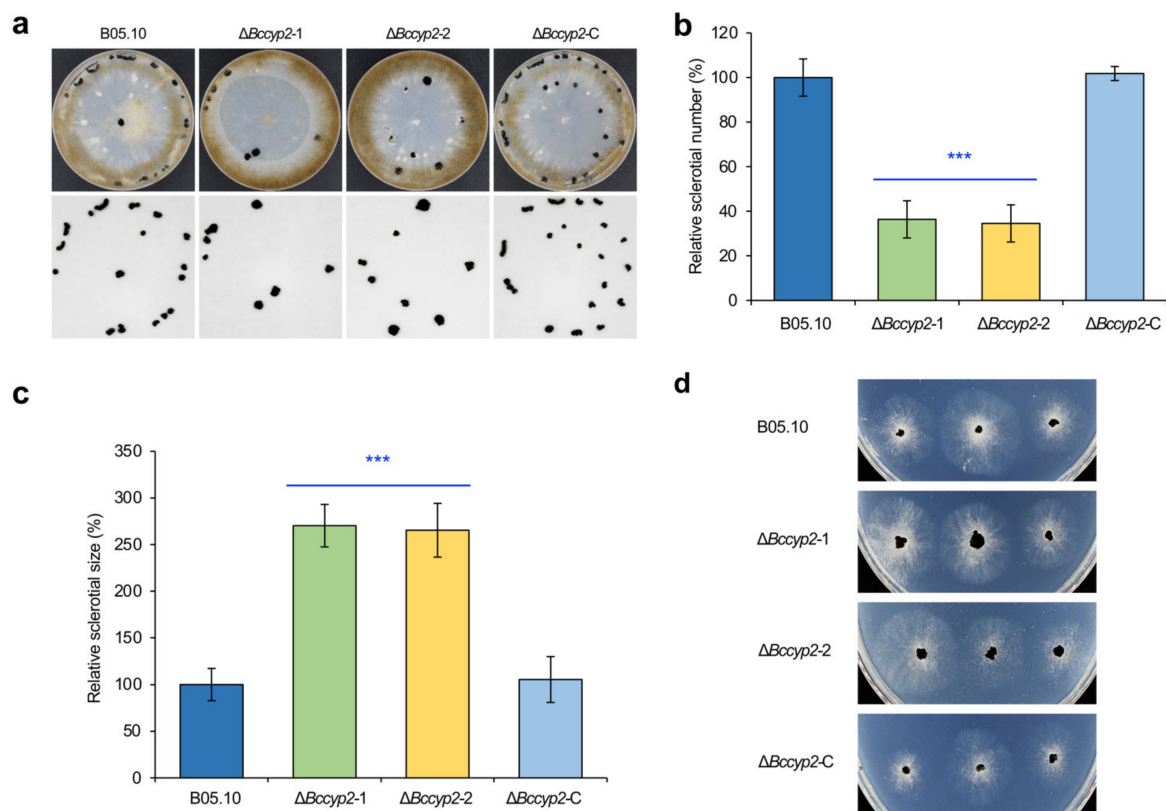 a
B05.10 ΔBccyp2-1 ΔBccyp2-2 ΔBccyp2-C
b
Relative sclerotial number (%)
120
100
80
60
40
20
0
***
B05.10 ΔBccyp2-1 ΔBccyp2-2 ΔBccyp2-C
c
Relative sclerotial size (%)
350
300
250
200
150
100
50
0
***
B05.10 ΔBccyp2-1 ΔBccyp2-2 ΔBccyp2-C
d
B05.10
ΔBccyp2-1
ΔBccyp2-2
ΔBccyp2-C